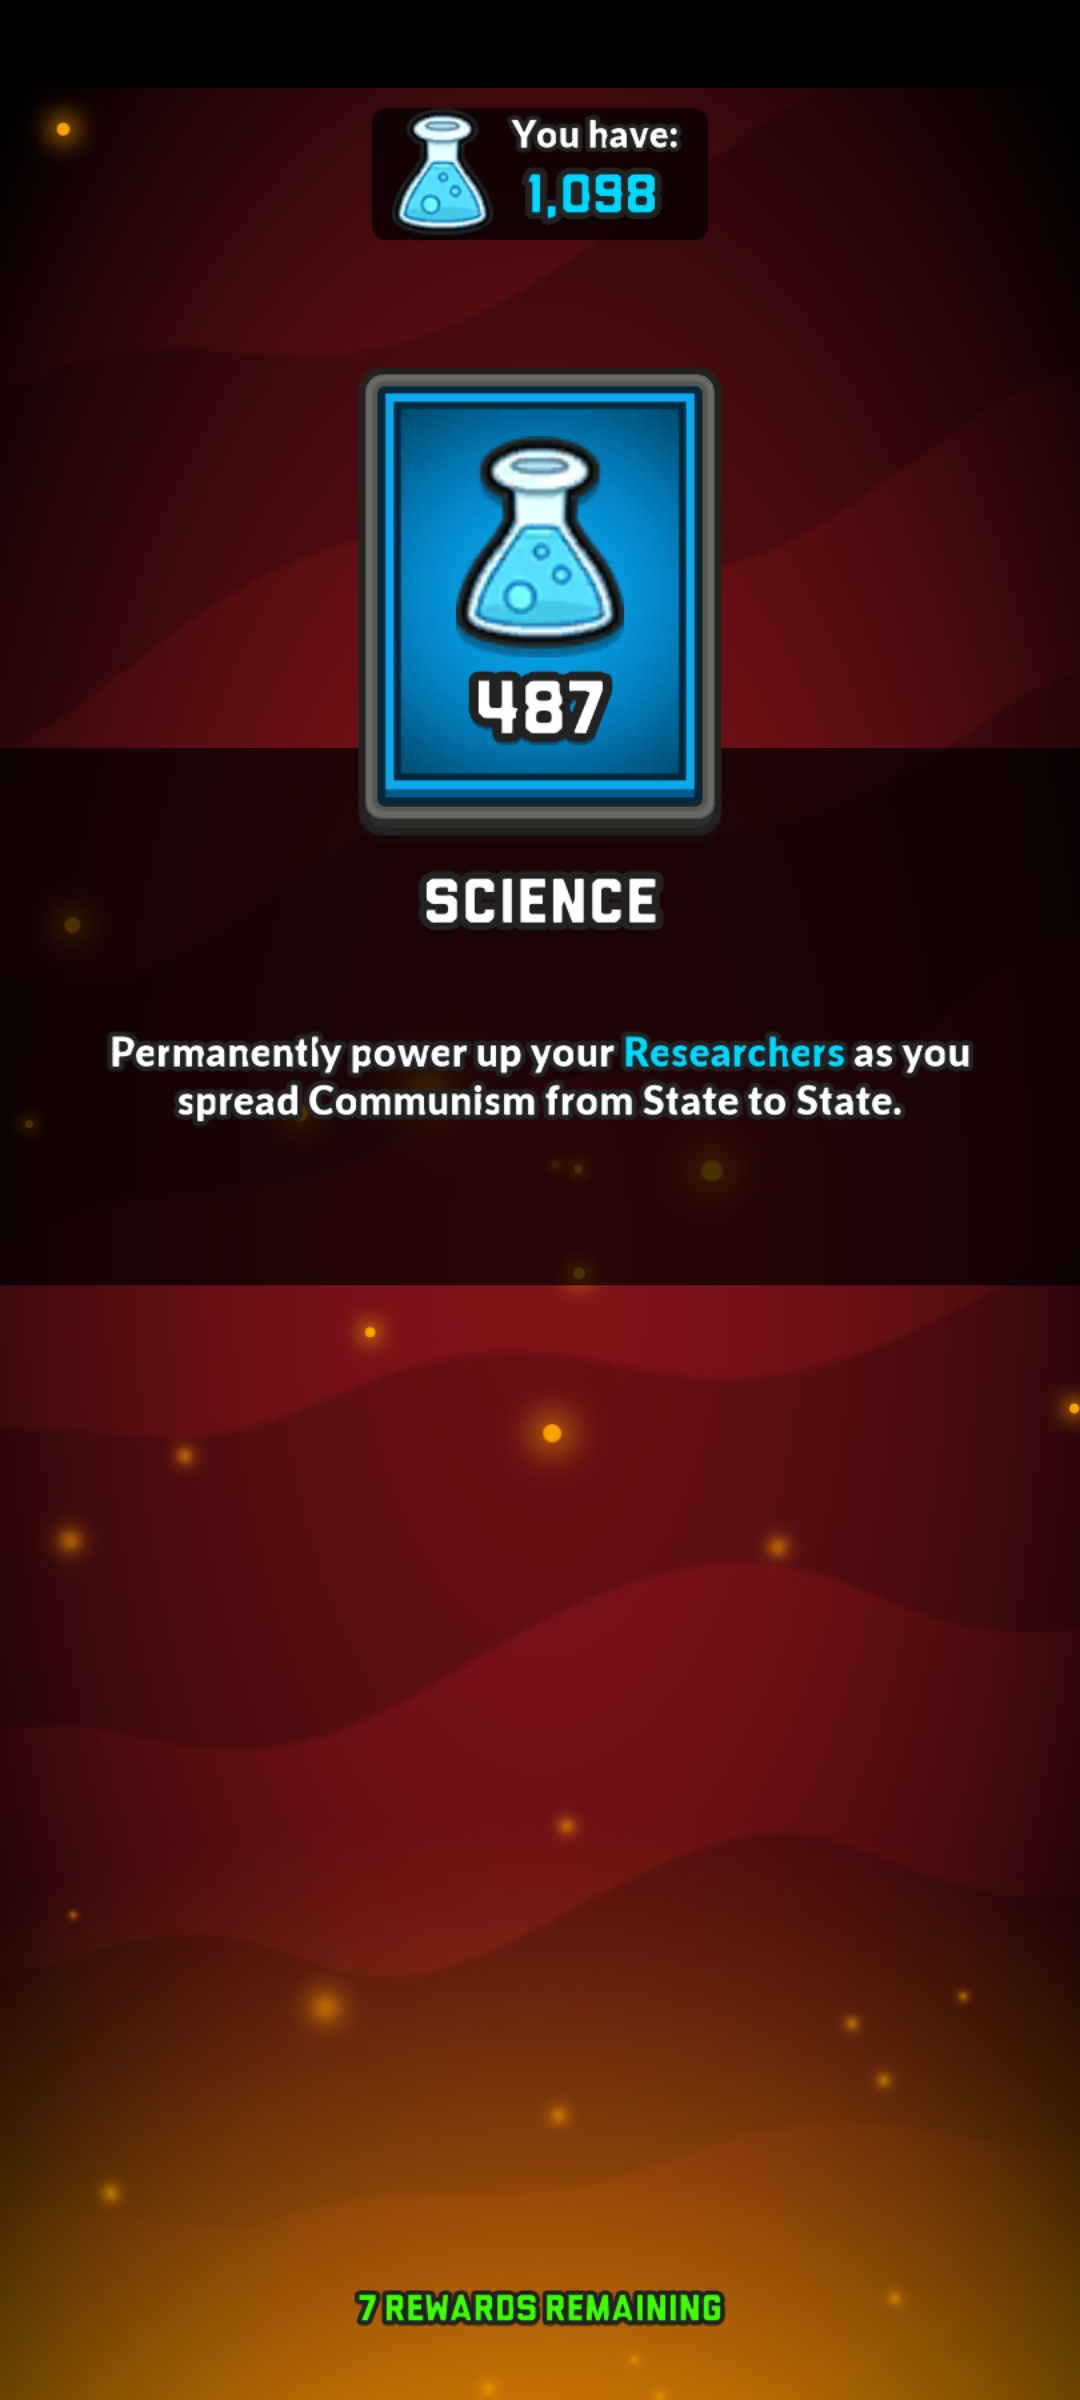 You have:
1,098
487
SCIENCE
Permanently power up your Researchers as you
spread Communism from State to State.
7 REWARDS REMAINING